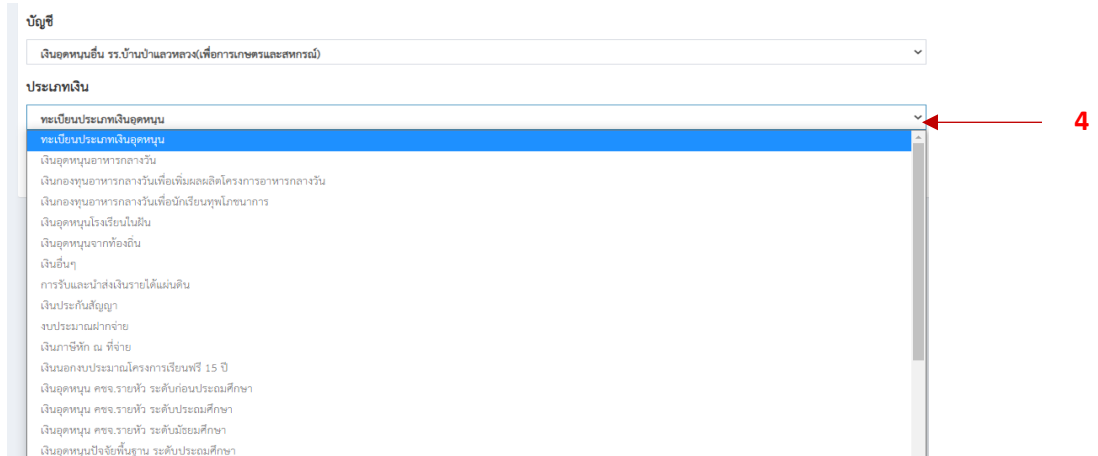 บัญชี
เงินอุดหนุนอื่น รร.บ้านป่าแลวหลวง(เพื่อการเกษตรและสหกรณ์)
ประเภทเงิน
ทะเบียนประเภทเงินอุดหนุน
4
ทะเบียนประเภทเงินอุดหนุน
เงินอุดหนุนอาหารกลางวัน
เงินกองทุนอาหารกลางวันเพื่อเพิ่มผลผลิตโครงการอาหารกลางวัน
เงินกองทุนอาหารกลางวันเพื่อนักเรียนทุพโภชนาการ
เงินอุดหนุนโรงเรียนในฝัน
เงินอุดหนุนจากท้องถิ่น
เงินอื่นๆ
การรับและนำส่งเงินรายได้แผ่นดิน
เงินประกันสัญญา
งบประมาณฝากจ่าย
เงินภาษีหัก ณ ที่จ่าย
เงินนอกงบประมาณโครงการเรียนฟรี 15 ปี
เงินอุดหนุน คชจ.รายหัว ระดับก่อนประถมศึกษา
เงินอุดหนุน คชจ.รายหัว ระดับประถมศึกษา
เงินอุดหนุน คชจ.รายหัว ระดับมัธยมศึกษา
เงินอุดหนุนปัจจัยพื้นฐาน ระดับประถมศึกษา